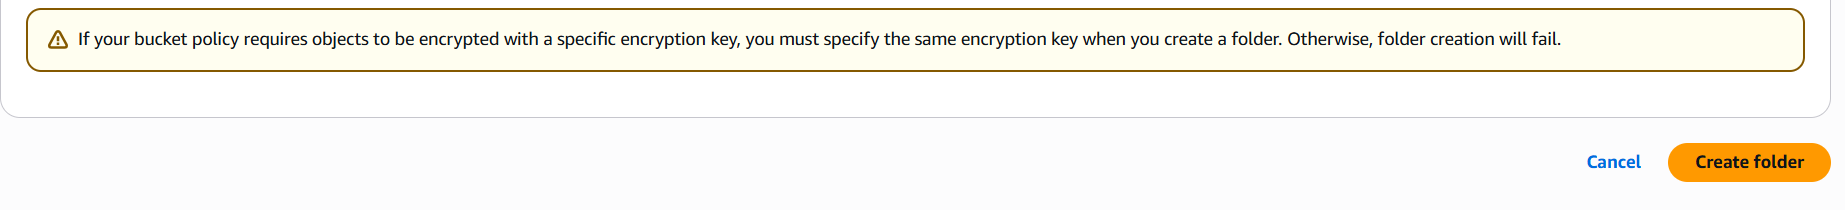 If your bucket policy requires objects to be encrypted with a specific encryption key, you must specify the same encryption key when you create a folder. Otherwise, folder creation will fail.
Cancel Create folder